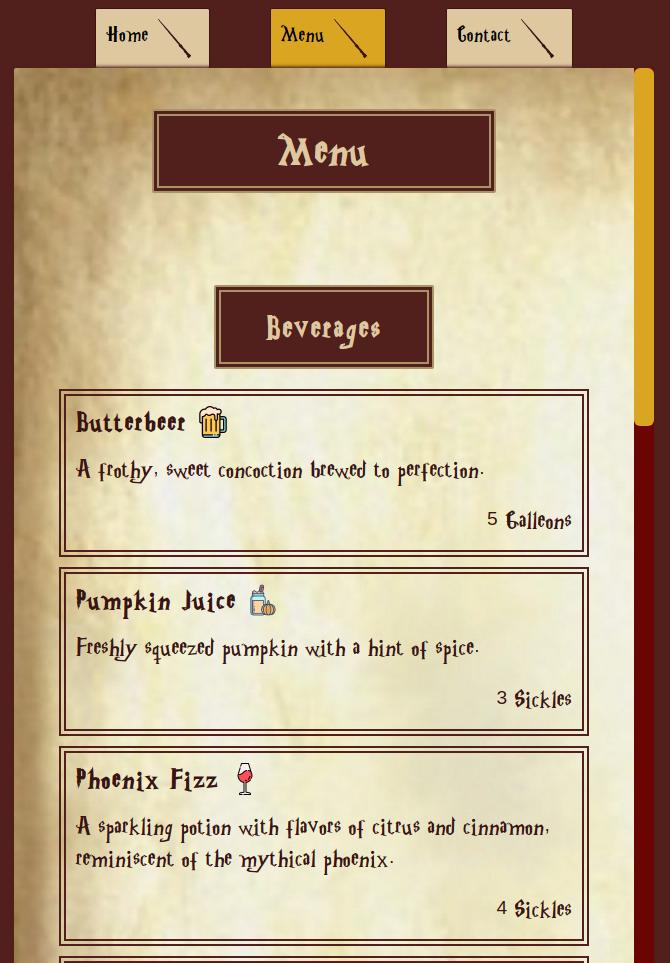 Home
Menu
Contact
Menu
Beverages
Butterbeer
A frothy, sweet concoction brewed to perfection.
5 Galleons
Pumpkin Juice
Freshly squeezed pumpkin with a hint of spice.
3 Sickles
Phoenix Fizz
A sparkling potion with flavors of citrus and cinnamon,
reminiscent of the mythical phoenix.
4 Sickles